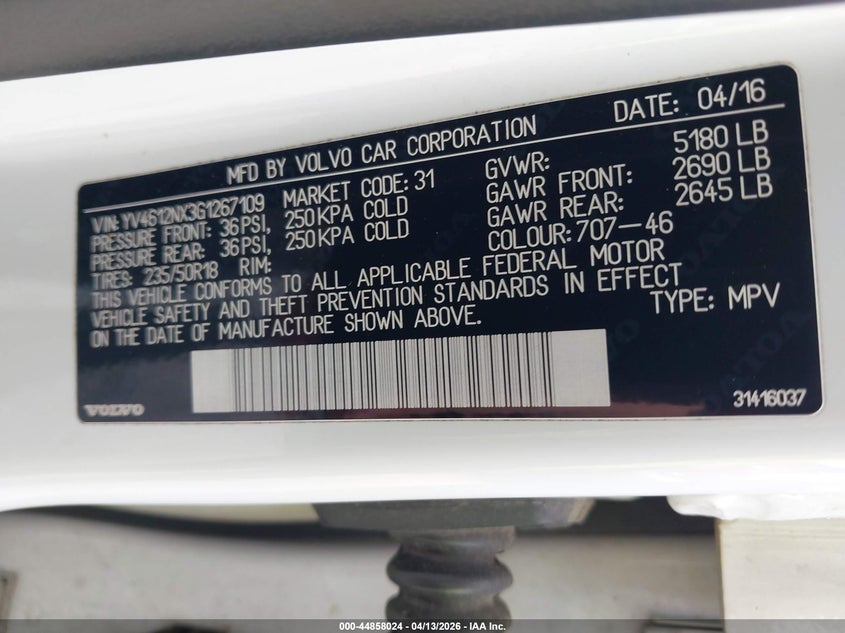 MFD BY VOLVO CAR CORPORATION DATE: 04/16
VIN: YV4612NX3G1267109 MARKET CODE: 31 GVWR: 5180 LB
PRESSURE FRONT: 36PSI, 250KPA COLD GAWR FRONT: 2690 LB
PRESSURE REAR: 36PSI, 250KPA COLD GAWR REAR: 2645 LB
TIRES: 235/50R18 RIM: COLOUR: 707-46
THIS VEHICLE CONFORMS TO ALL APPLICABLE FEDERAL MOTOR
VEHICLE SAFETY AND THEFT PREVENTION STANDARDS IN EFFECT
ON THE DATE OF MANUFACTURE SHOWN ABOVE. TYPE: MPV
VOLVO 31416037
000-44858024 - 04/13/2026 - IAA Inc.